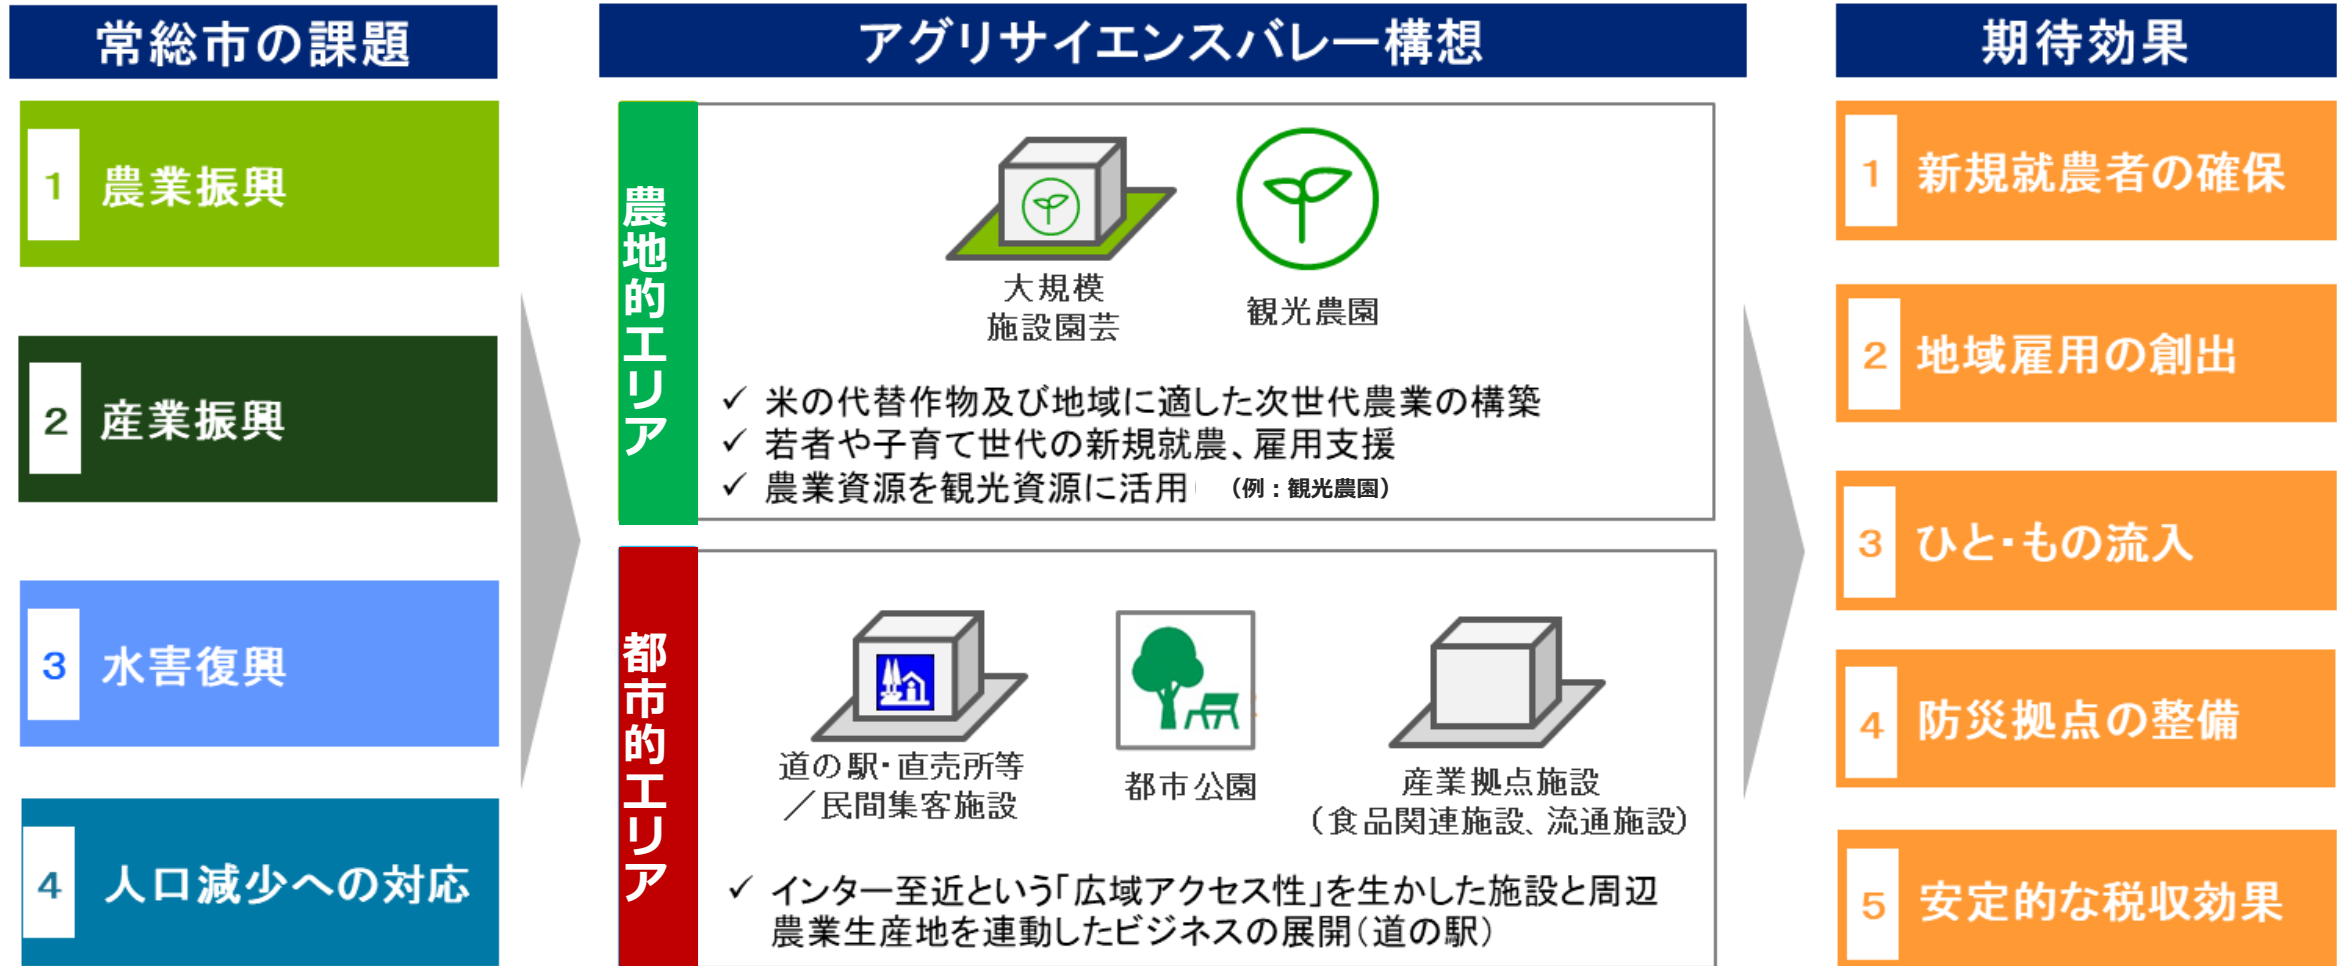 常総市の課題
1 農業振興
2 産業振興
3 水害復興
4 人口減少への対応
アグリサイエンスバレー構想
農地的エリア
大規模
施設園芸
観光農園
✓ 米の代替作物及び地域に適した次世代農業の構築
✓ 若者や子育て世代の新規就農、雇用支援
✓ 農業資源を観光資源に活用 (例：観光農園)
都市的エリア
道の駅・直売所等
／民間集客施設
都市公園
産業拠点施設
(食品関連施設、流通施設)
✓ インター至近という「広域アクセス性」を生かした施設と周辺
農業生産地を連動したビジネスの展開(道の駅)
期待効果
1 新規就農者の確保
2 地域雇用の創出
3 ひと・もの流入
4 防災拠点の整備
5 安定的な税収効果